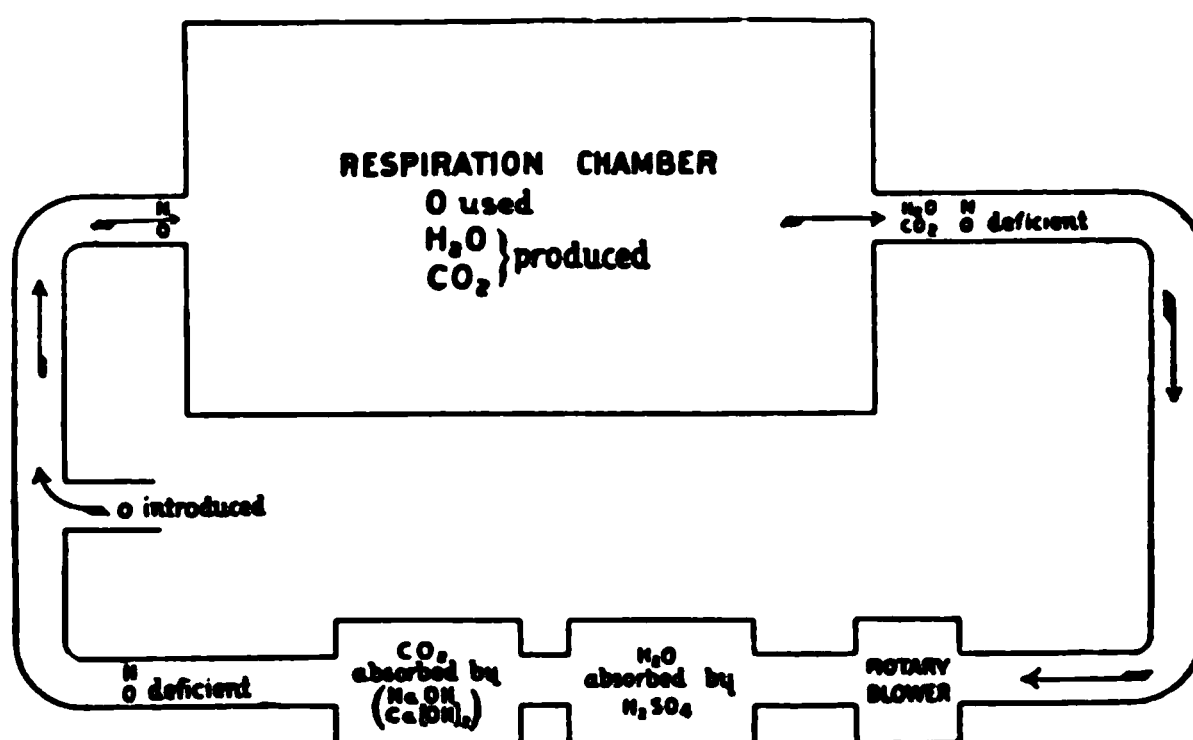 RESPIRATION CHAMBER
O used
H₂O
CO₂
} produced
N
O
H₂O N
CO₂ O deficient
O introduced
N
O deficient
CO₂
absorbed by
(NaOH
Ca[OH]₂)
H₂O
absorbed by
H₂SO₄
ROTARY
BLOWER